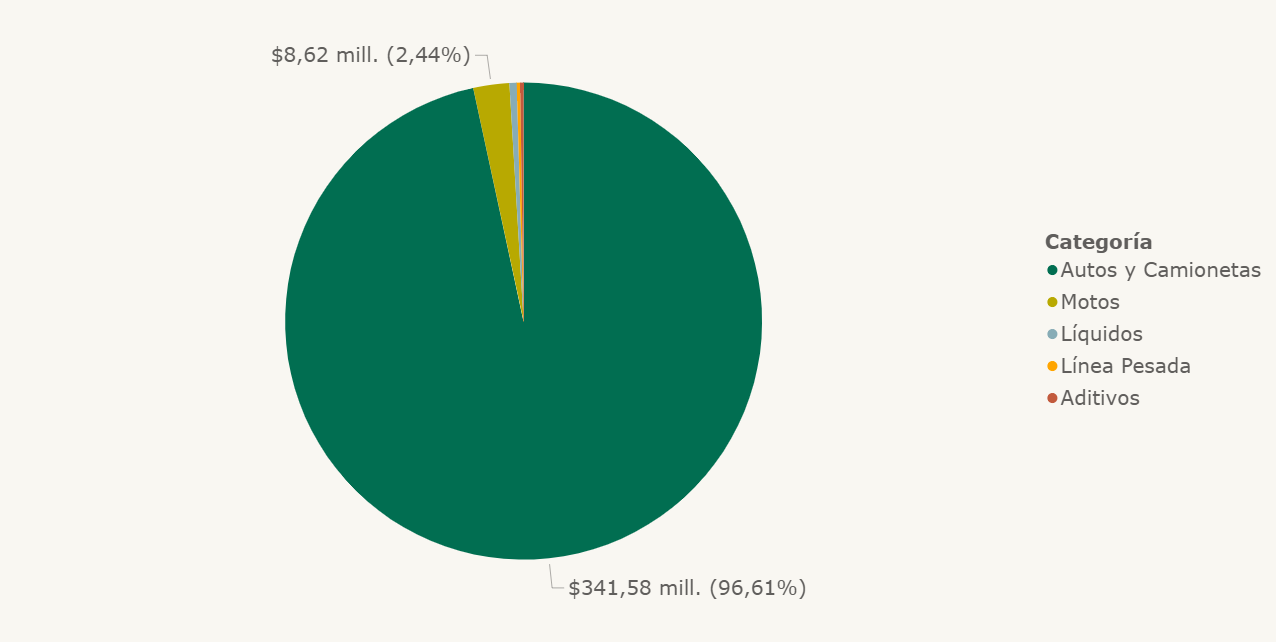 $8,62 mill. (2,44%)
Categoría
Autos y Camionetas
Motos
Líquidos
Línea Pesada
Aditivos
$341,58 mill. (96,61%)